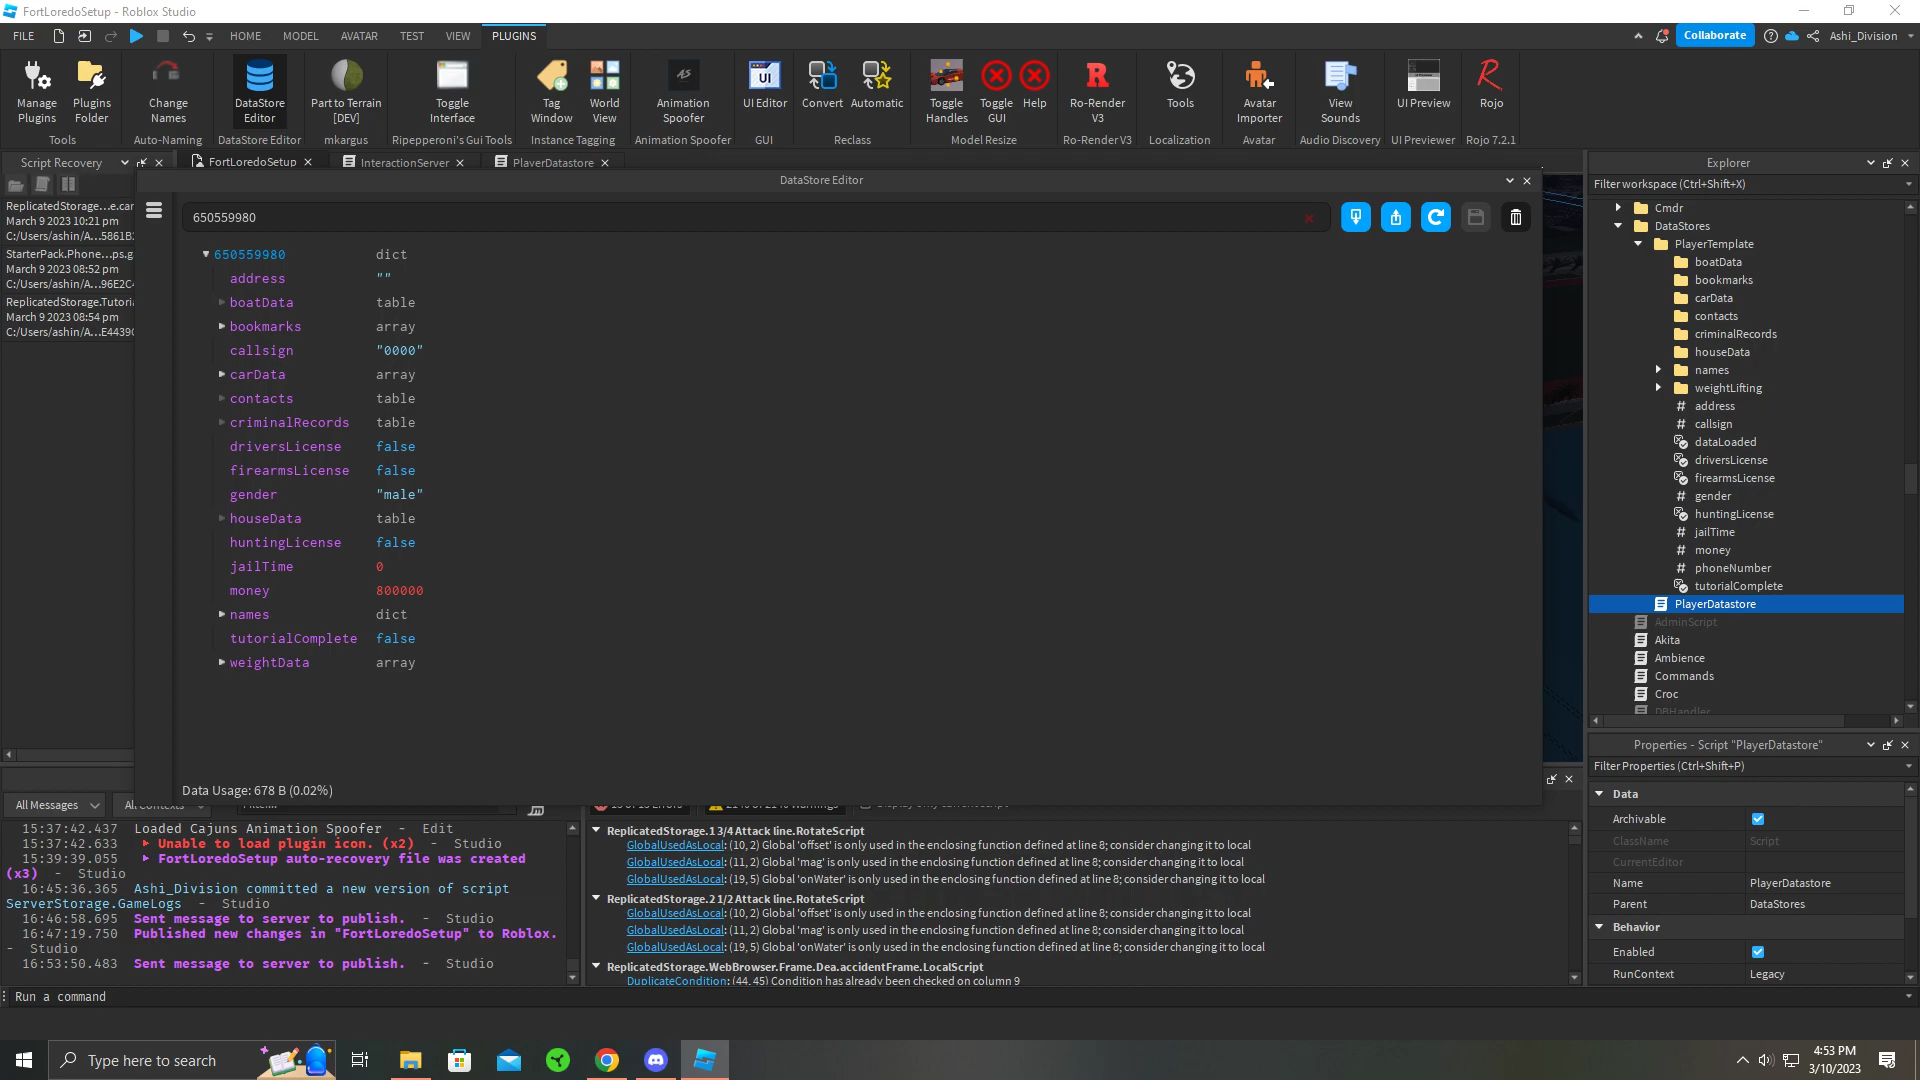 FortLoredoSetup - Roblox Studio
FILE HOME MODEL AVATAR TEST VIEW PLUGINS Collaborate Ashi_Division
Manage Plugins
Plugins Folder
Tools
Change Names
Auto-Naming
DataStore Editor
DataStore Editor
Part to Terrain [DEV]
mkargus
Toggle Interface
Ripepperoni's Gui Tools
Tag Window
World View
Instance Tagging
Animation Spoofer
Animation Spoofer
UI Editor
GUI
Convert
Automatic
Reclass
Toggle Handles
Toggle GUI
Help
Model Resize
Ro-Render V3
Ro-Render V3
Tools
Localization
Avatar Importer
Avatar
View Sounds
Audio Discovery
UI Preview
UI Previewer
Rojo
Rojo 7.2.1
Script Recovery
FortLoredoSetup
InteractionServer
PlayerDatastore
ReplicatedStorage...e.car
March 9 2023 10:21 pm
C:/Users/ashin/A...5861B
StarterPack.Phone...ps.g
March 9 2023 08:52 pm
C:/Users/ashin/A...96E2C
ReplicatedStorage.Tutoria
March 9 2023 08:54 pm
C:/Users/ashin/A...E4439
DataStore Editor
650559980
650559980 dict
address ""
boatData table
bookmarks array
callsign "0000"
carData array
contacts table
criminalRecords table
driversLicense false
firearmsLicense false
gender "male"
houseData table
huntingLicense false
jailTime 0
money 800000
names dict
tutorialComplete false
weightData array
Data Usage: 678 B (0.02%)
Explorer
Filter workspace (Ctrl+Shift+X)
Cmdr
DataStores
PlayerTemplate
boatData
bookmarks
carData
contacts
criminalRecords
houseData
names
weightLifting
address
callsign
dataLoaded
driversLicense
firearmsLicense
gender
huntingLicense
jailTime
money
phoneNumber
tutorialComplete
PlayerDatastore
AdminScript
Akita
Ambience
Commands
Croc
DBHandler
Properties - Script "PlayerDatastore"
Filter Properties (Ctrl+Shift+P)
Data
Archivable
ClassName Script
CurrentEditor
Name PlayerDatastore
Parent DataStores
Behavior
Enabled
RunContext Legacy
All Messages
All Contexts
15:37:42.437 Loaded Cajuns Animation Spoofer - Edit
15:37:42.633 Unable to load plugin icon. (x2) - Studio
15:39:39.055 FortLoredoSetup auto-recovery file was created
(x3) - Studio
16:45:36.365 Ashi_Division committed a new version of script
ServerStorage.GameLogs - Studio
16:46:58.695 Sent message to server to publish. - Studio
16:47:19.750 Published new changes in "FortLoredoSetup" to Roblox.
- Studio
16:53:50.483 Sent message to server to publish. - Studio
ReplicatedStorage.1 3/4 Attack line.RotateScript
GlobalUsedAsLocal: (10, 2) Global 'offset' is only used in the enclosing function defined at line 8; consider changing it to local
GlobalUsedAsLocal: (11, 2) Global 'mag' is only used in the enclosing function defined at line 8; consider changing it to local
GlobalUsedAsLocal: (19, 5) Global 'onWater' is only used in the enclosing function defined at line 8; consider changing it to local
ReplicatedStorage.2 1/2 Attack line.RotateScript
GlobalUsedAsLocal: (10, 2) Global 'offset' is only used in the enclosing function defined at line 8; consider changing it to local
GlobalUsedAsLocal: (11, 2) Global 'mag' is only used in the enclosing function defined at line 8; consider changing it to local
GlobalUsedAsLocal: (19, 5) Global 'onWater' is only used in the enclosing function defined at line 8; consider changing it to local
ReplicatedStorage.WebBrowser.Frame.Dea.accidentFrame.LocalScript
DuplicateCondition: (44, 45) Condition has already been checked on column 9
Run a command
Type here to search
4:53 PM
3/10/2023